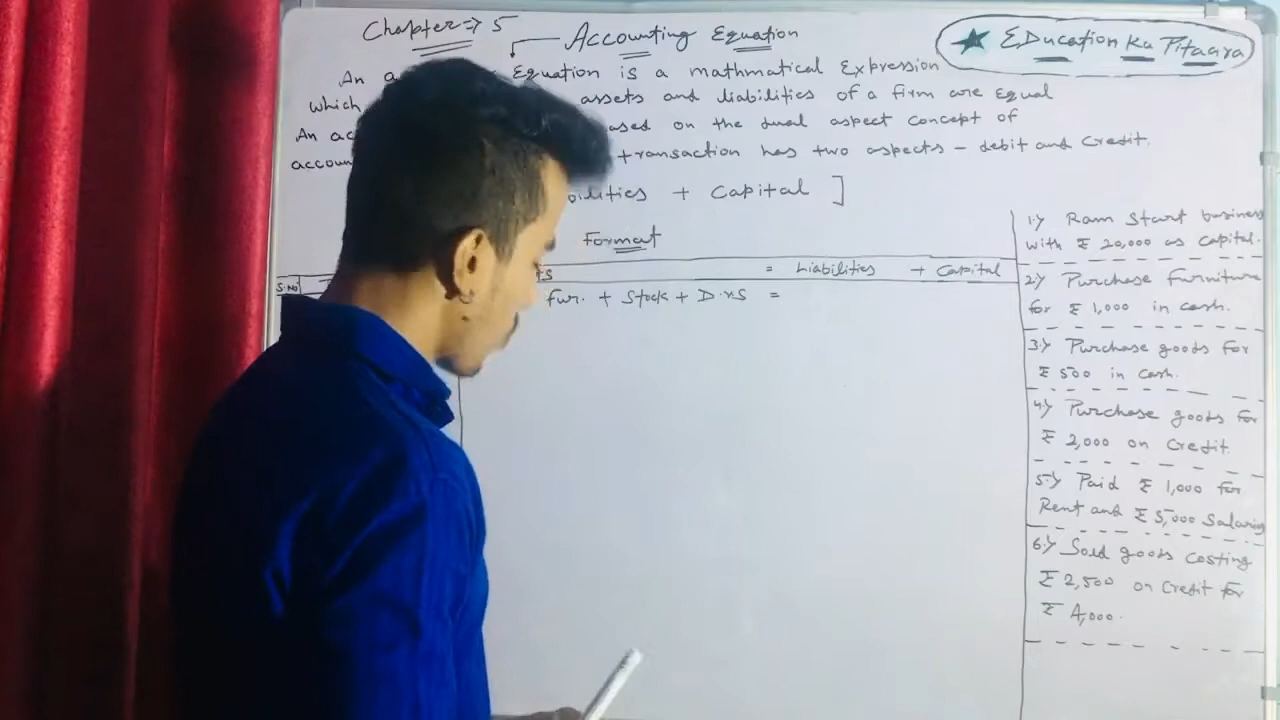 Chapter => 5
Accounting Equation
★ EDucation Ka Pitaara
An a Equation is a mathmatical Expression
which assets and liabilities of a firm are Equal
An ac ased on the dual aspect concept of
accoun transaction has two aspects - debit and credit.
bilities + Capital ]
Format
S.No ts = Liabilities + Capital
Fur. + Stock + D.rs =
1.> Ram Start business
with ₹ 20,000 as capital.
2.> Purchase Furniture
for ₹ 1,000 in cash.
3.> Purchase goods for
₹ 500 in cash.
4.> Purchase goods for
₹ 2,000 on Credit.
5.> Paid ₹ 1,000 for
Rent and ₹ 5,000 Salaries
6.> Sold goods costing
₹ 2,500 on Credit for
₹ 4,000.